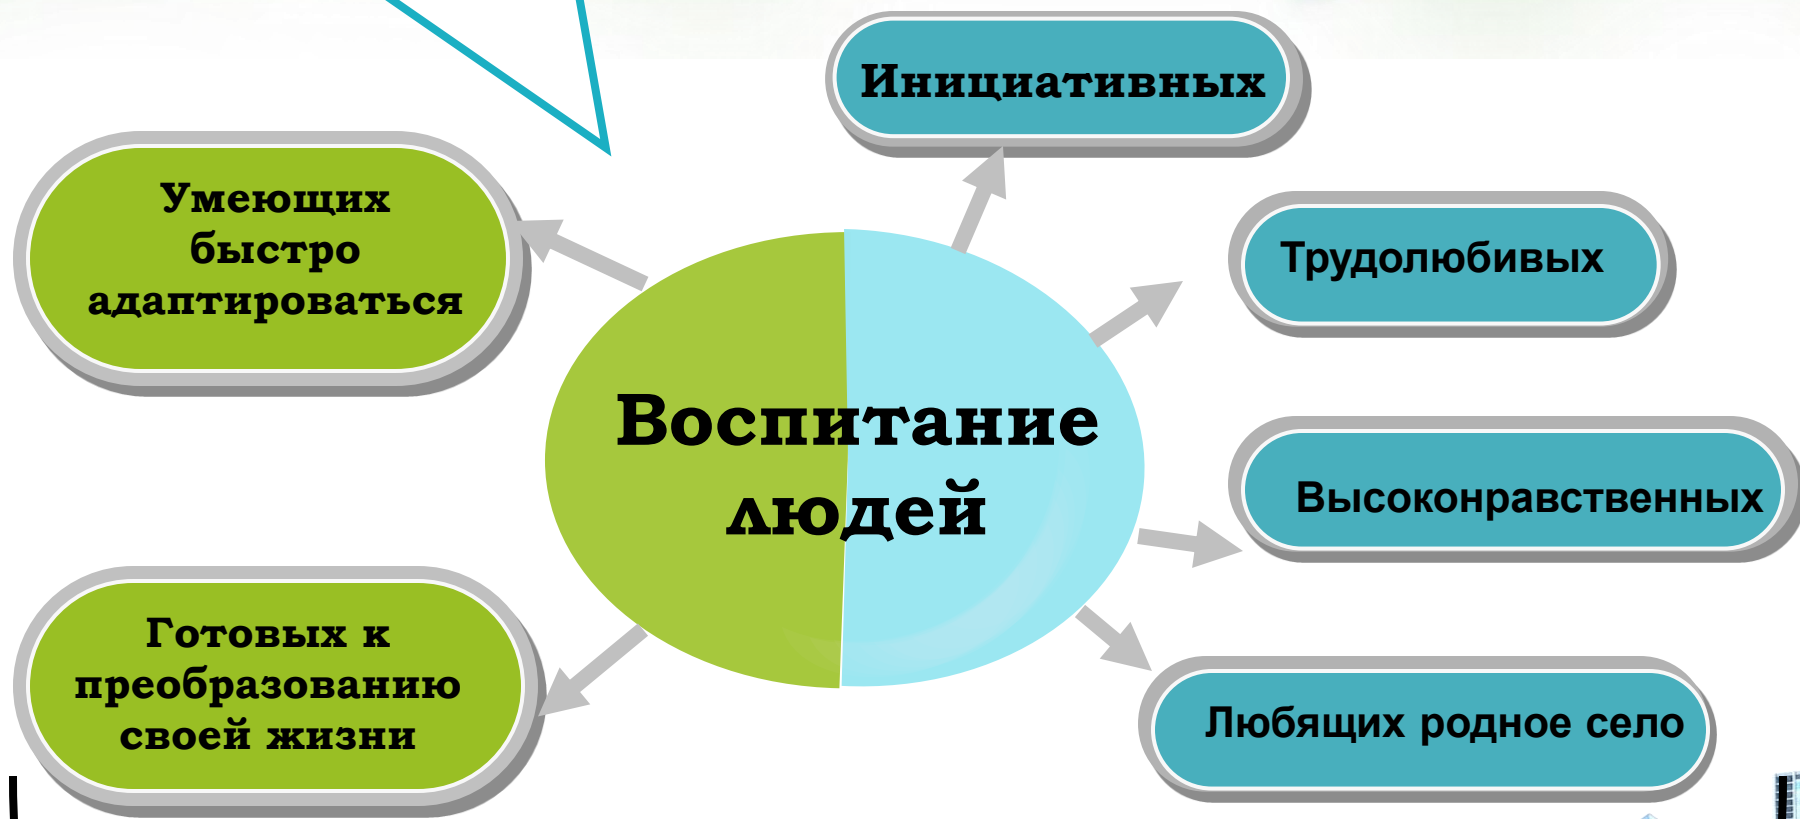 Инициативных
Умеющих
быстро
адаптироваться
Трудолюбивых
Воспитание
людей
Высоконравственных
Готовых к
преобразованию
своей жизни
Любящих родное село